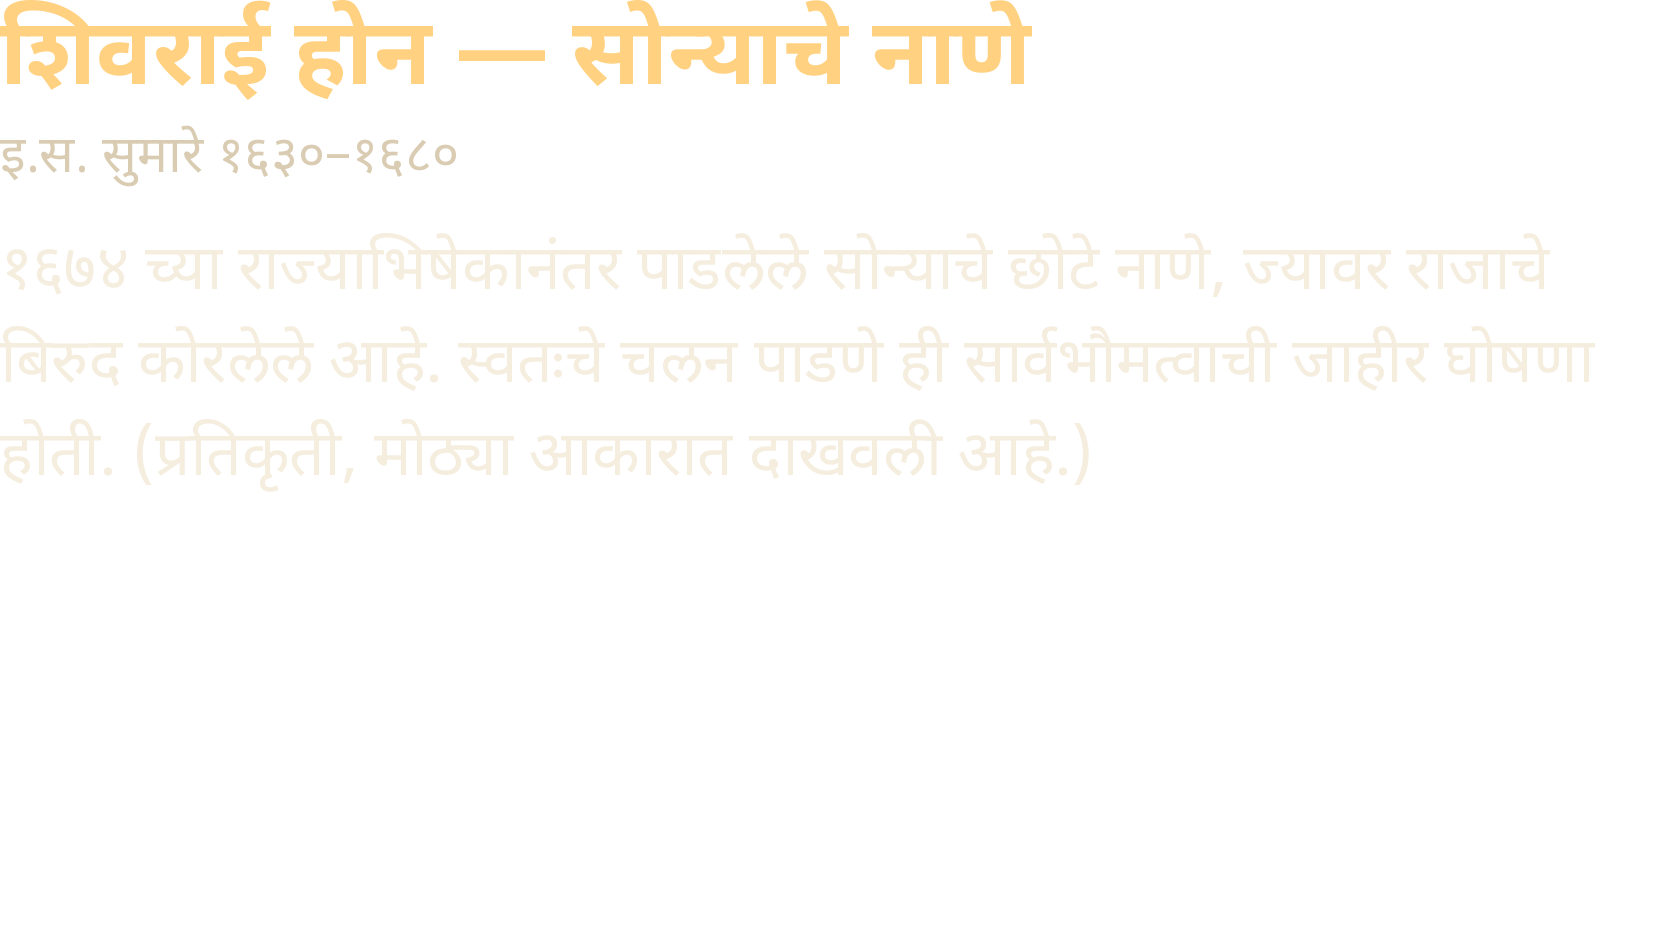 शिवराई होन — सोन्याचे नाणे
इ.स. सुमारे १६३०–१६८०
१६७४ च्या राज्याभिषेकानंतर पाडलेले सोन्याचे छोटे नाणे, ज्यावर राजाचे
बिरुद कोरलेले आहे. स्वतःचे चलन पाडणे ही सार्वभौमत्वाची जाहीर घोषणा
होती. (प्रतिकृती, मोठ्या आकारात दाखवली आहे.)